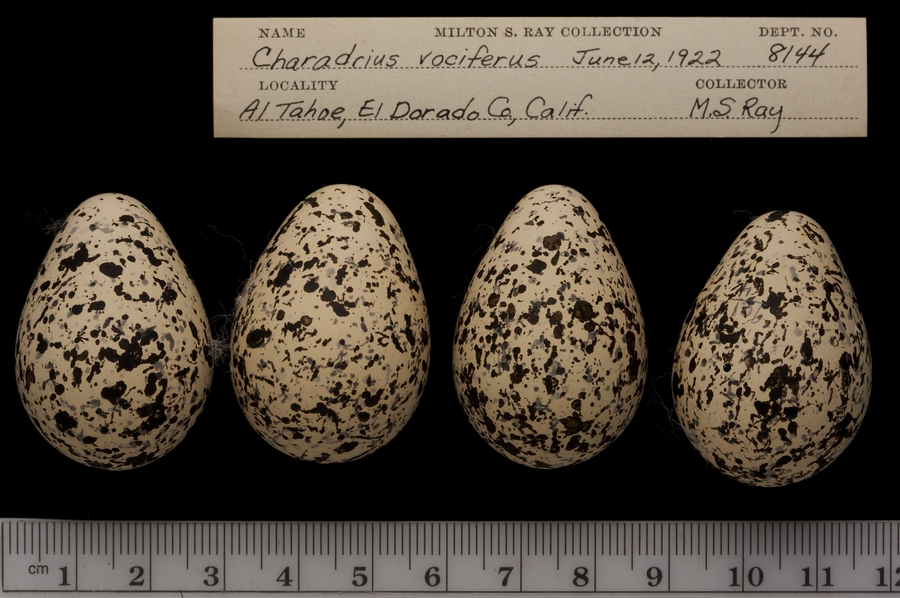 NAME MILTON S. RAY COLLECTION DEPT. NO.
Charadrius vociferus June 12, 1922 8144
LOCALITY COLLECTOR
Al Tahoe, El Dorado Co, Calif. M.S. Ray
cm 1 2 3 4 5 6 7 8 9 10 11 12